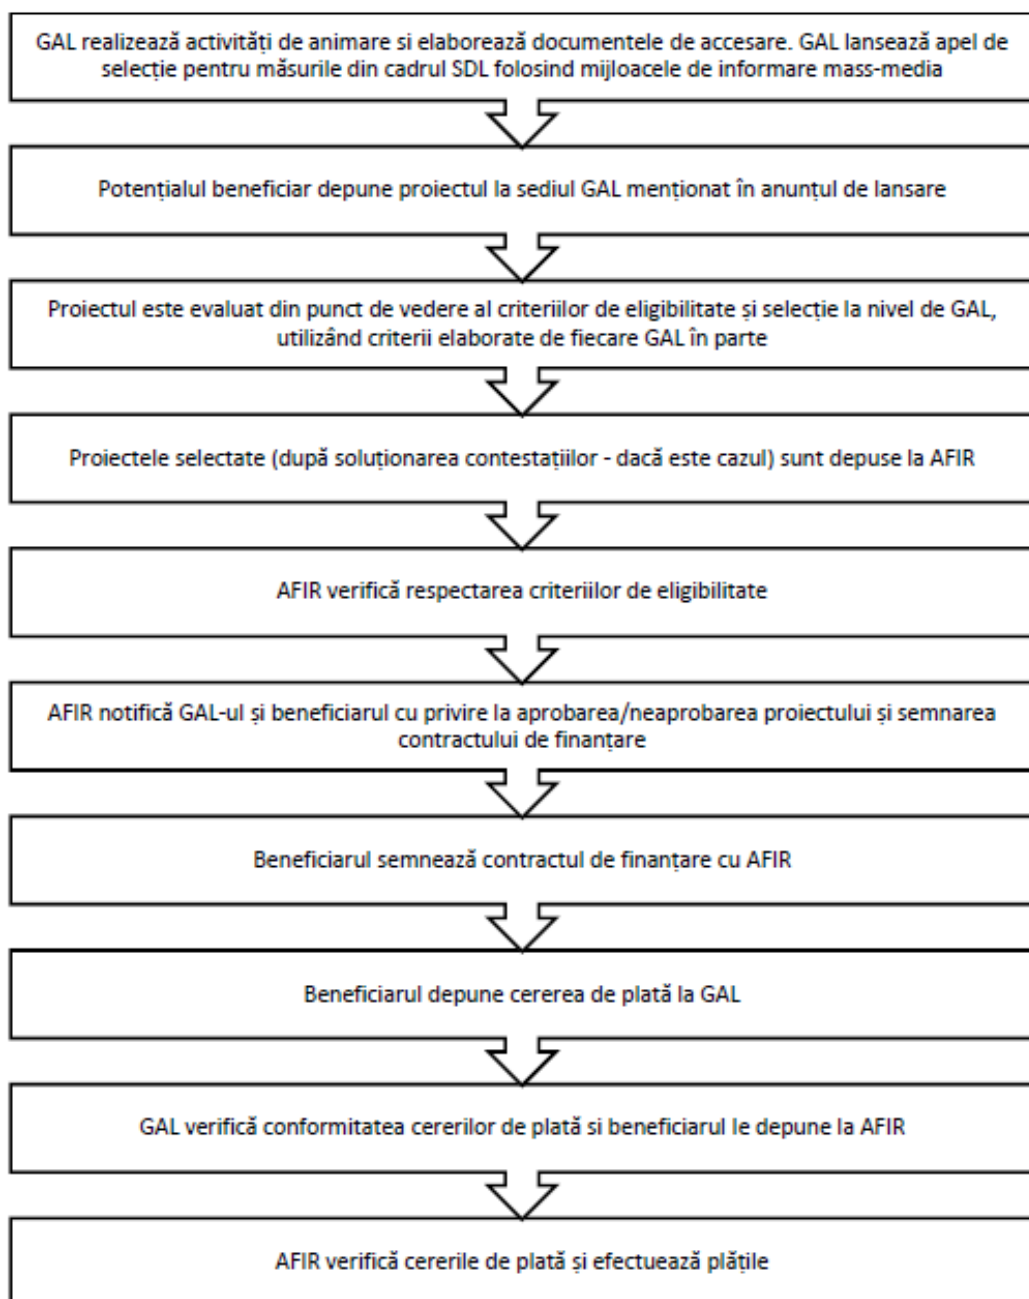 GAL realizează activități de animare si elaborează documentele de accesare. GAL lansează apel de
selecție pentru măsurile din cadrul SDL folosind mijloacele de informare mass-media
Potențialul beneficiar depune proiectul la sediul GAL menționat în anunțul de lansare
Proiectul este evaluat din punct de vedere al criteriilor de eligibilitate și selecție la nivel de GAL,
utilizând criterii elaborate de fiecare GAL în parte
Proiectele selectate (după soluționarea contestațiilor - dacă este cazul) sunt depuse la AFIR
AFIR verifică respectarea criteriilor de eligibilitate
AFIR notifică GAL-ul și beneficiarul cu privire la aprobarea/neaprobarea proiectului și semnarea
contractului de finanțare
Beneficiarul semnează contractul de finanțare cu AFIR
Beneficiarul depune cererea de plată la GAL
GAL verifică conformitatea cererilor de plată si beneficiarul le depune la AFIR
AFIR verifică cererile de plată și efectuează plățile